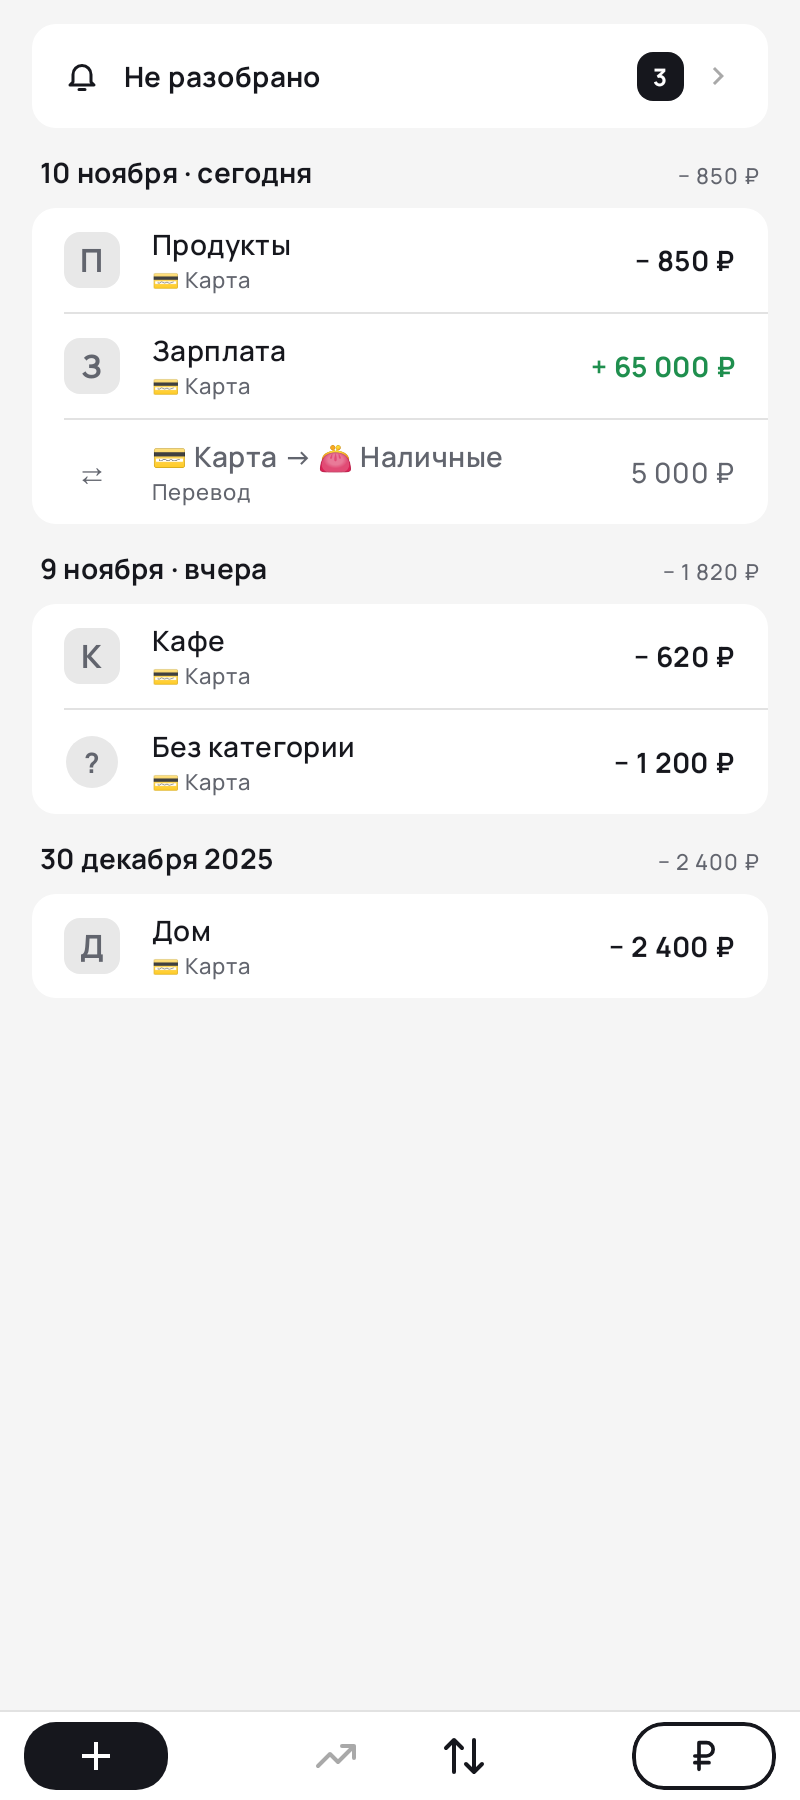 Не разобрано 3
10 ноября · сегодня − 850 ₽
П Продукты − 850 ₽
💳 Карта
З Зарплата + 65 000 ₽
💳 Карта
⇄ 💳 Карта → 👛 Наличные 5 000 ₽
Перевод
9 ноября · вчера − 1 820 ₽
К Кафе − 620 ₽
💳 Карта
? Без категории − 1 200 ₽
💳 Карта
30 декабря 2025 − 2 400 ₽
Д Дом − 2 400 ₽
💳 Карта
₽